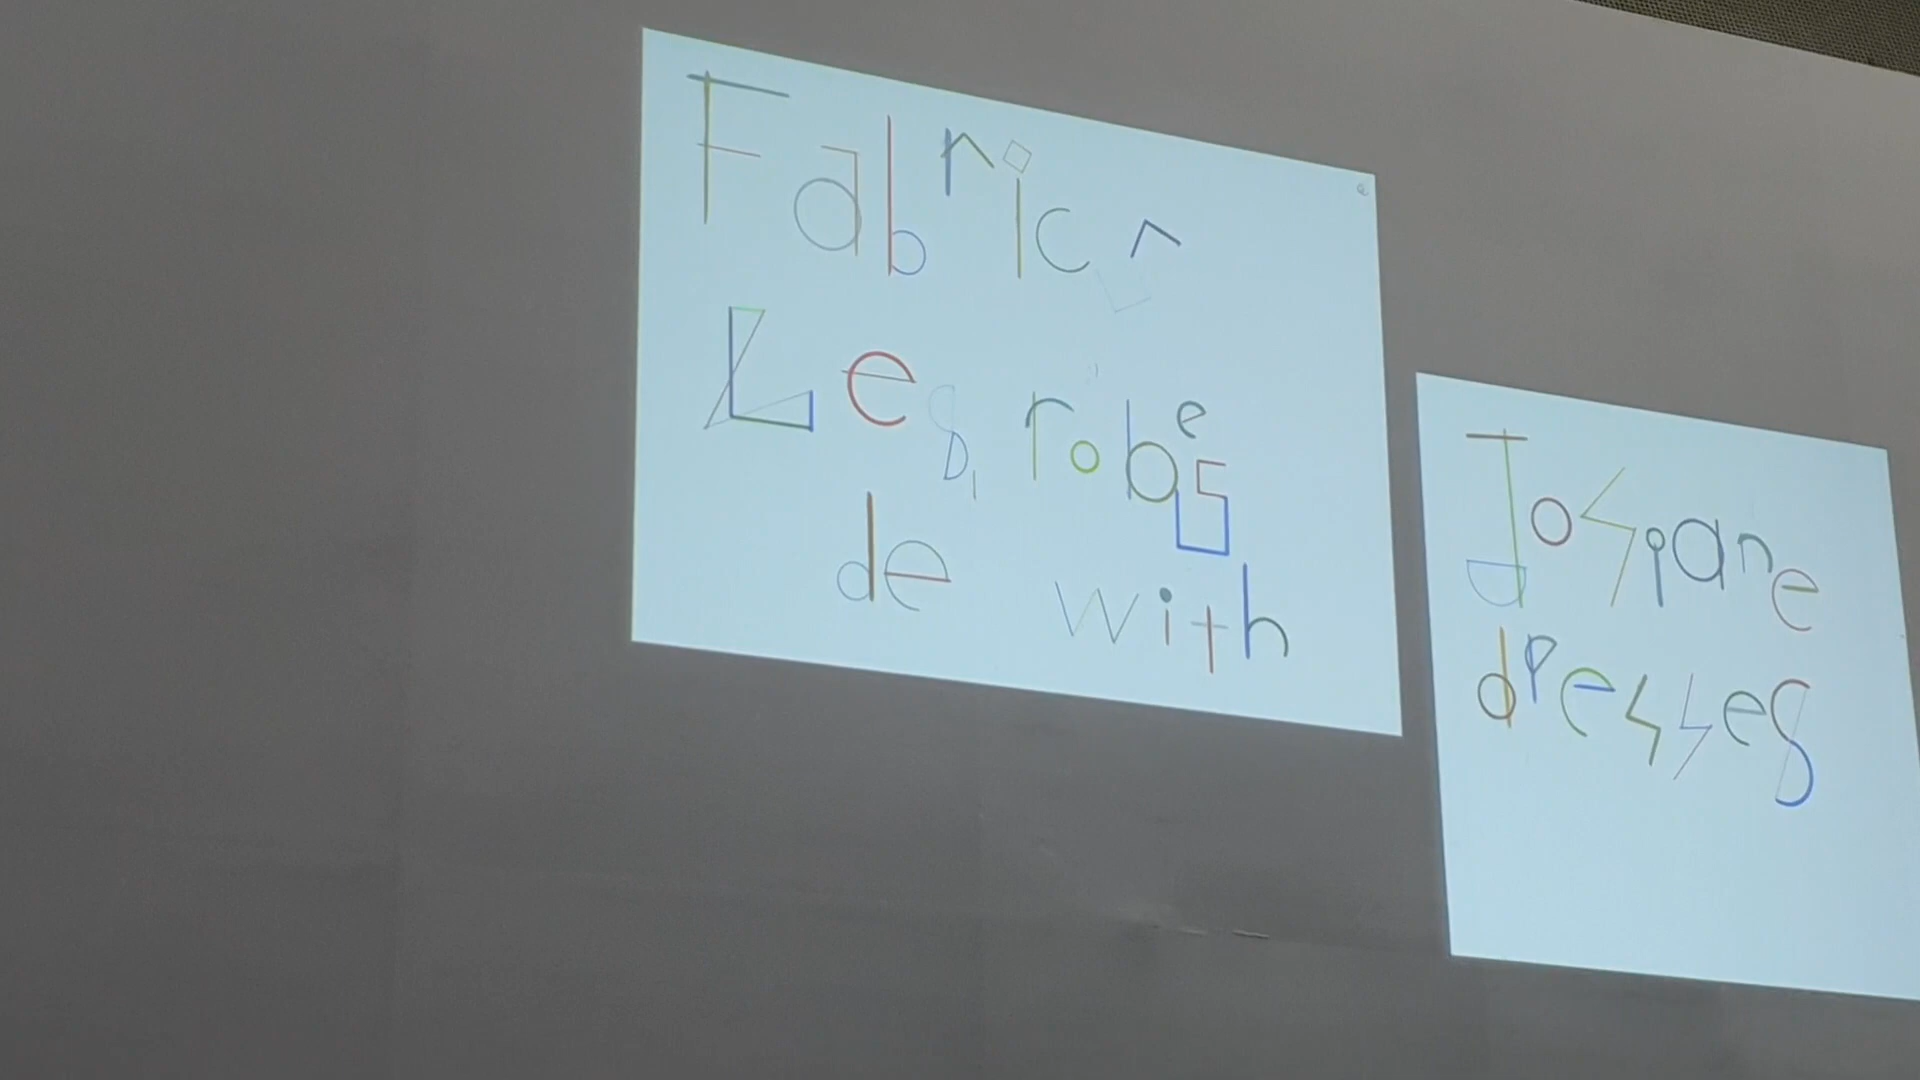 Fabric
Les robes
de with
Josiane
dresses